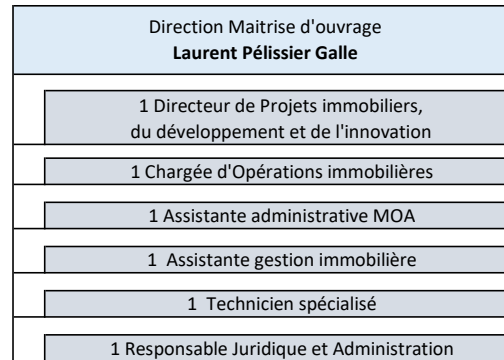 Direction Maitrise d'ouvrage
Laurent Pélissier Galle
1 Directeur de Projets immobiliers,
du développement et de l'innovation
1 Chargée d'Opérations immobilières
1 Assistante administrative MOA
1 Assistante gestion immobilière
1 Technicien spécialisé
1 Responsable Juridique et Administration